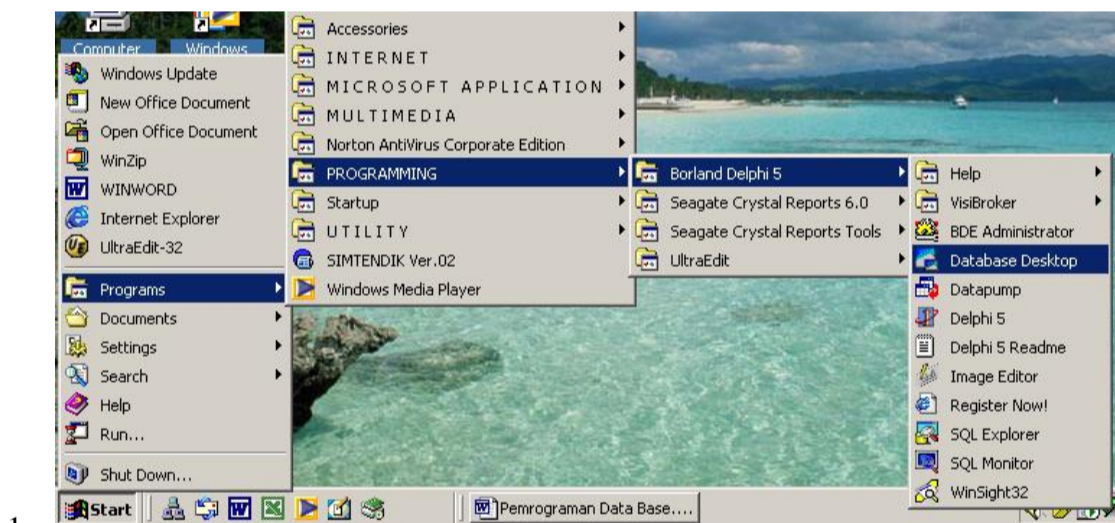 Computer
Windows
Windows Update
New Office Document
Open Office Document
WinZip
WINWORD
Internet Explorer
UltraEdit-32
Programs
Documents
Settings
Search
Help
Run...
Shut Down...
Accessories
INTERNET
MICROSOFT APPLICATION
MULTIMEDIA
Norton AntiVirus Corporate Edition
PROGRAMMING
Startup
UTILITY
SIMTENDIK Ver.02
Windows Media Player
Borland Delphi 5
Seagate Crystal Reports 6.0
Seagate Crystal Reports Tools
UltraEdit
Help
VisiBroker
BDE Administrator
Database Desktop
Datapump
Delphi 5
Delphi 5 Readme
Image Editor
Register Now!
SQL Explorer
SQL Monitor
WinSight32
Start
Pemrograman Data Base....
1.